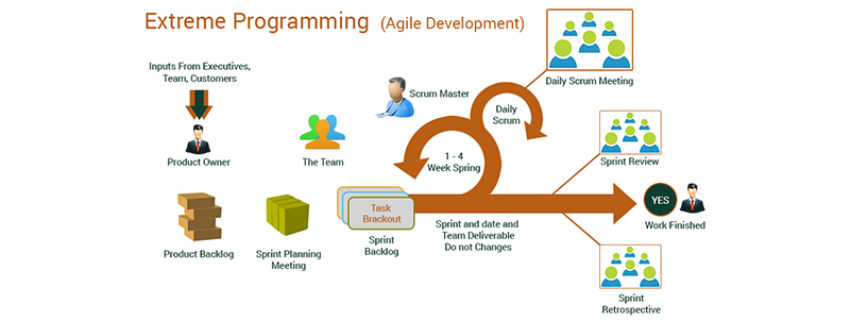 Extreme Programming (Agile Development)
Inputs From Executives,
Team, Customers
Product Owner
The Team
Scrum Master
Daily
Scrum
Daily Scrum Meeting
1 - 4
Week Spring
Sprint Review
Task
Brackout
Sprint
Backlog
Product Backlog
Sprint Planning
Meeting
Sprint and date and
Team Deliverable
Do not Changes
YES
Work Finished
Sprint
Retrospective